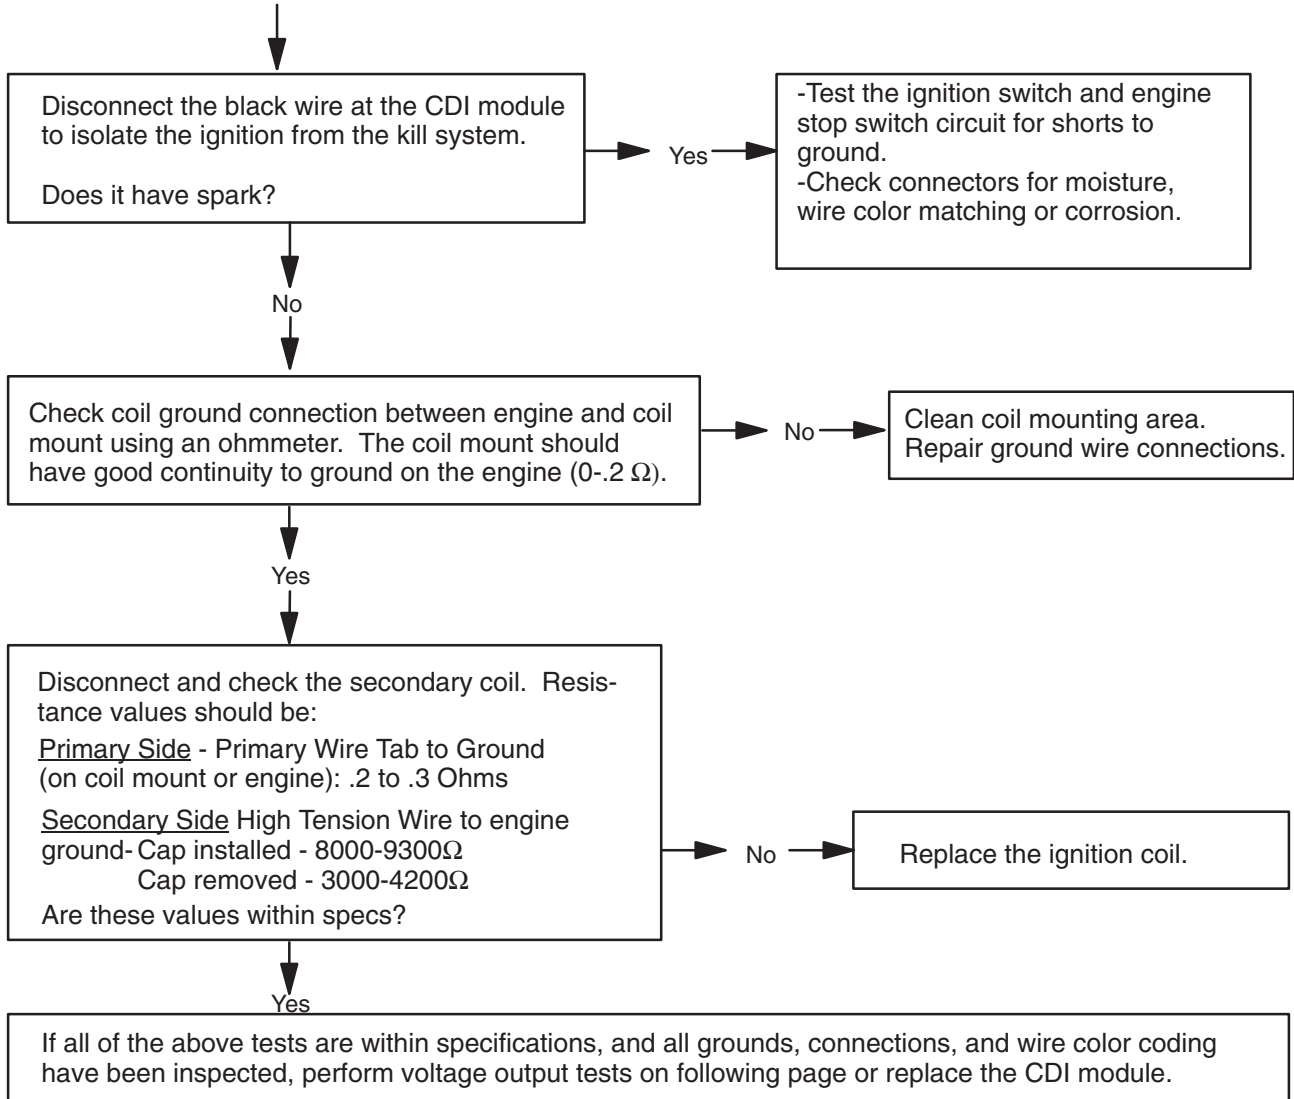 Disconnect the black wire at the CDI module
to isolate the ignition from the kill system.
Does it have spark?
Yes
-Test the ignition switch and engine
stop switch circuit for shorts to
ground.
-Check connectors for moisture,
wire color matching or corrosion.
No
Check coil ground connection between engine and coil
mount using an ohmmeter.  The coil mount should
have good continuity to ground on the engine (0-.2 Ω).
No
Clean coil mounting area.
Repair ground wire connections.
Yes
Disconnect and check the secondary coil.  Resis-
tance values should be:
Primary Side - Primary Wire Tab to Ground
(on coil mount or engine): .2 to .3 Ohms
Secondary Side High Tension Wire to engine
ground- Cap installed - 8000-9300Ω
Cap removed - 3000-4200Ω
Are these values within specs?
No
Replace the ignition coil.
Yes
If all of the above tests are within specifications, and all grounds, connections, and wire color coding
have been inspected, perform voltage output tests on following page or replace the CDI module.